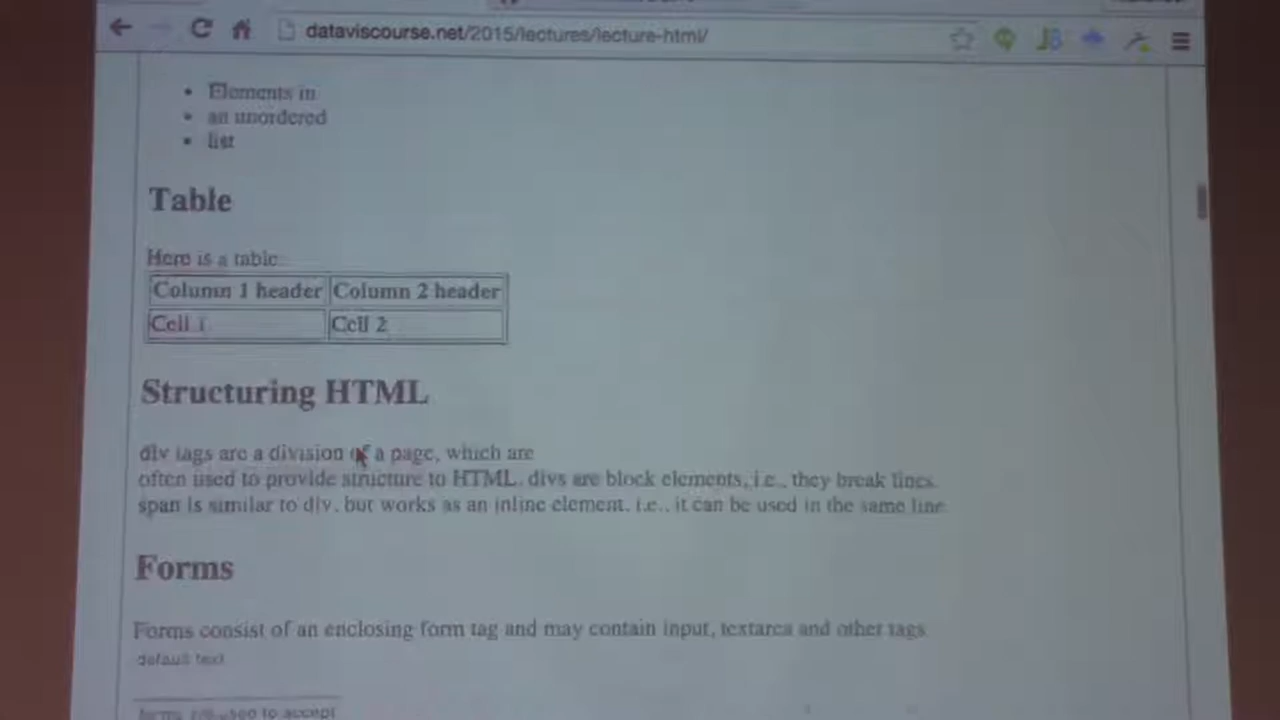 dataviscourse.net/2015/lectures/lecture-html/
• Elements in
• an unordered
• list
Table
Here is a table:
Column 1 header Column 2 header
Cell 1 Cell 2
Structuring HTML
div tags are a division of a page, which are
often used to provide structure to HTML. divs are block elements, i.e., they break lines.
span is similar to div, but works as an inline element, i.e., it can be used in the same line
Forms
Forms consist of an enclosing form tag and may contain input, textarea and other tags
default text
to accept